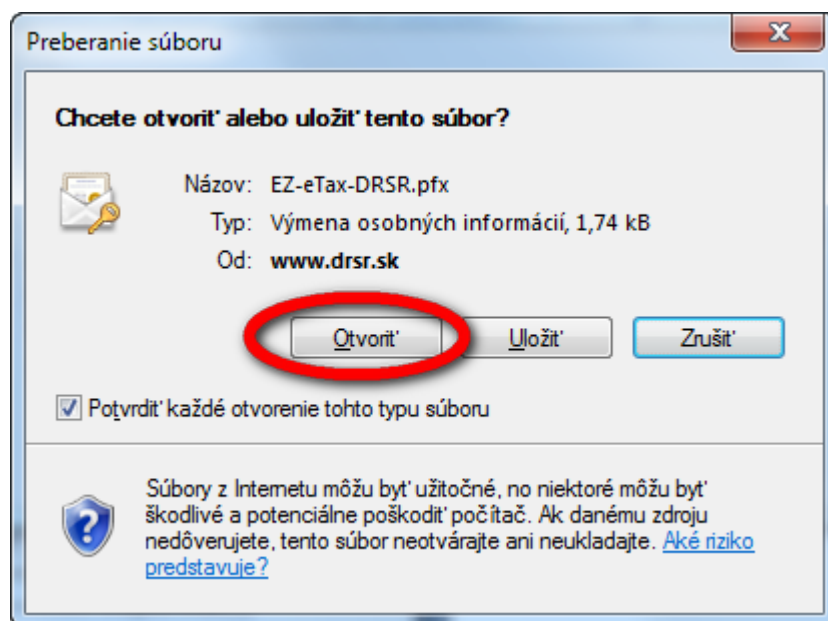 Preberanie súboru
Chcete otvoriť alebo uložiť tento súbor?
Názov: EZ-eTax-DRSR.pfx
Typ: Výmena osobných informácií, 1,74 kB
Od: www.drsr.sk
Otvoriť Uložiť Zrušiť
Potvrdiť každé otvorenie tohto typu súboru
Súbory z Internetu môžu byť užitočné, no niektoré môžu byť
škodlivé a potenciálne poškodiť počítač. Ak danému zdroju
nedôverujete, tento súbor neotvárajte ani neukladajte. Aké riziko
predstavuje?